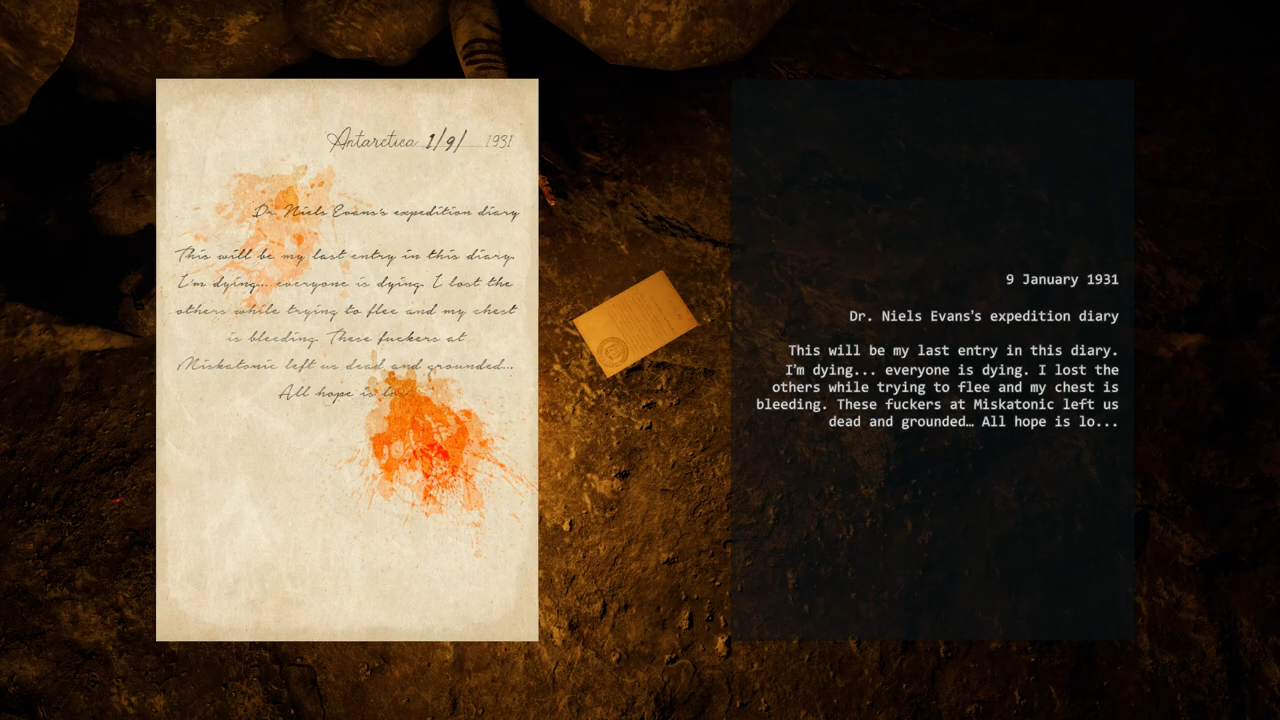 Antarctica 1/9/ 1931
Dr. Niels Evans's expedition diary
This will be my last entry in this diary.
I'm dying... everyone is dying. I lost the
others while trying to flee and my chest
is bleeding. These fuckers at
Miskatonic left us dead and grounded...
All hope is lo...
9 January 1931
Dr. Niels Evans's expedition diary
This will be my last entry in this diary.
I'm dying... everyone is dying. I lost the
others while trying to flee and my chest is
bleeding. These fuckers at Miskatonic left us
dead and grounded… All hope is lo...